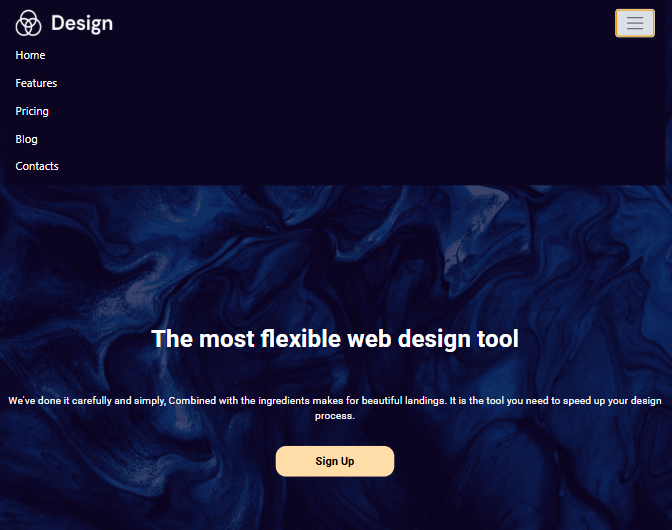 Design
Home
Features
Pricing
Blog
Contacts
The most flexible web design tool
We've done it carefully and simply, Combined with the ingredients makes for beautiful landings. It is the tool you need to speed up your design
process.
Sign Up